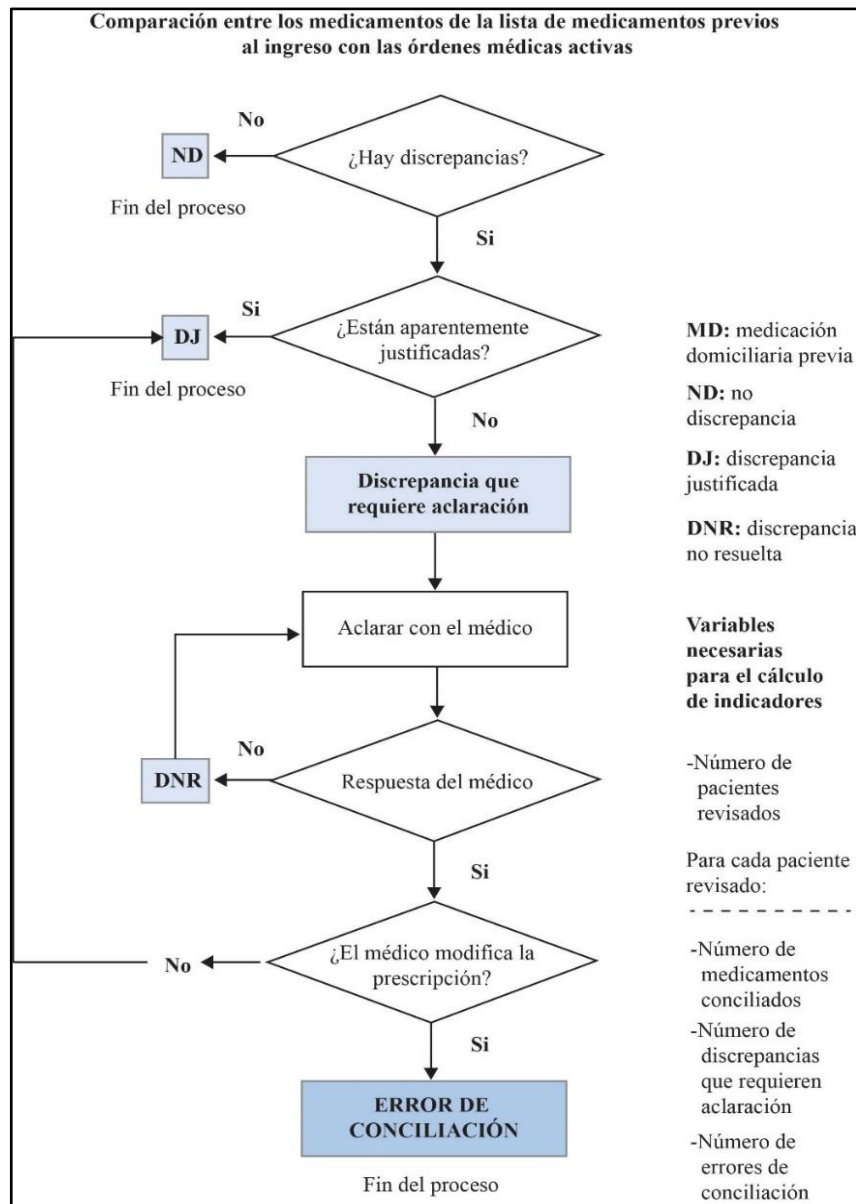 Comparación entre los medicamentos de la lista de medicamentos previos
al ingreso con las órdenes médicas activas
No
ND
¿Hay discrepancias?
Fin del proceso
Si
Si
DJ
¿Están aparentemente
justificadas?
Fin del proceso
No
Discrepancia que
requiere aclaración
Aclarar con el médico
No
DNR
Respuesta del médico
Si
No
¿El médico modifica la
prescripción?
Si
ERROR DE
CONCILIACIÓN
Fin del proceso
MD: medicación
domiciliaria previa
ND: no
discrepancia
DJ: discrepancia
justificada
DNR: discrepancia
no resuelta
Variables
necesarias
para el cálculo
de indicadores
-Número de
pacientes
revisados
Para cada paciente
revisado:
-Número de
medicamentos
conciliados
-Número de
discrepancias
que requieren
aclaración
-Número de
errores de
conciliación